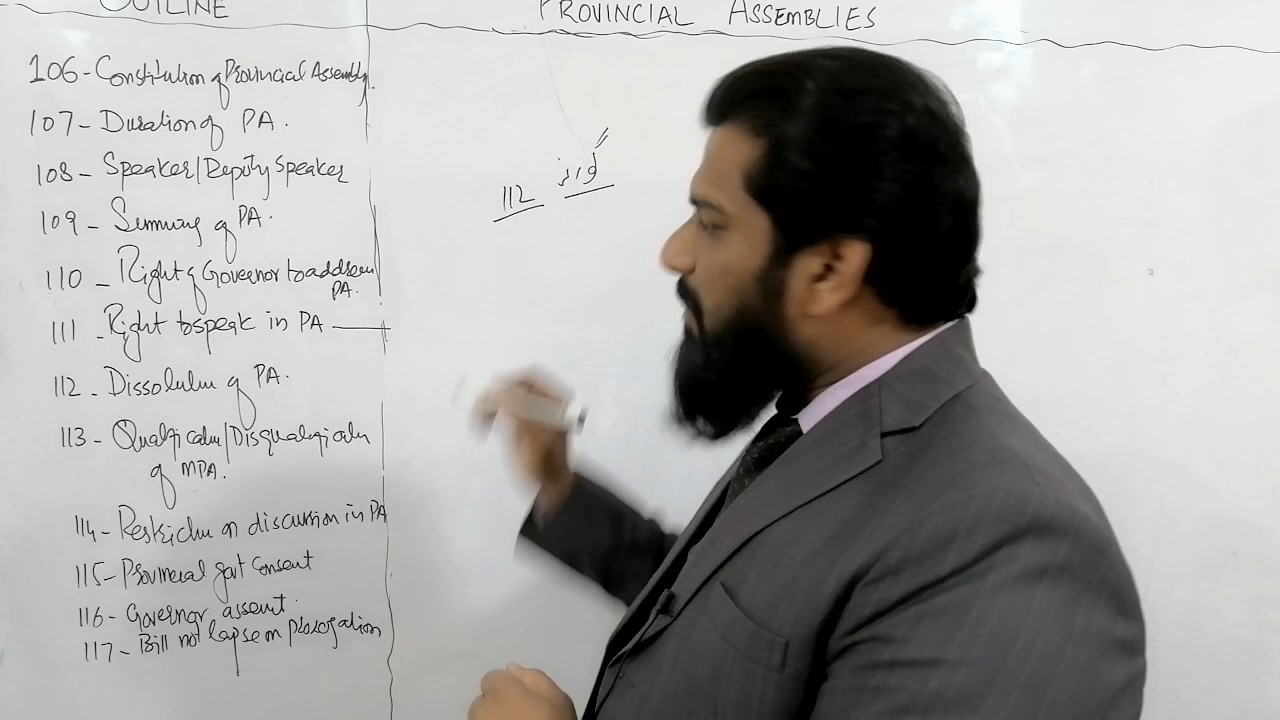 OUTLINE
PROVINCIAL ASSEMBLIES
106- Constitution of Provincial Assembly.
107- Duration of PA.
108- Speaker/Deputy Speaker
109- Summing of PA.
110- Right of Governor to address
PA.
111- Right to speak in PA
112- Dissolution of PA.
113- Qualification/Disqualification
of MPA.
114- Restriction on discussion in PA
115- Provincial govt Consent
116- Governor assent.
117- Bill not lapse on prorogation
112